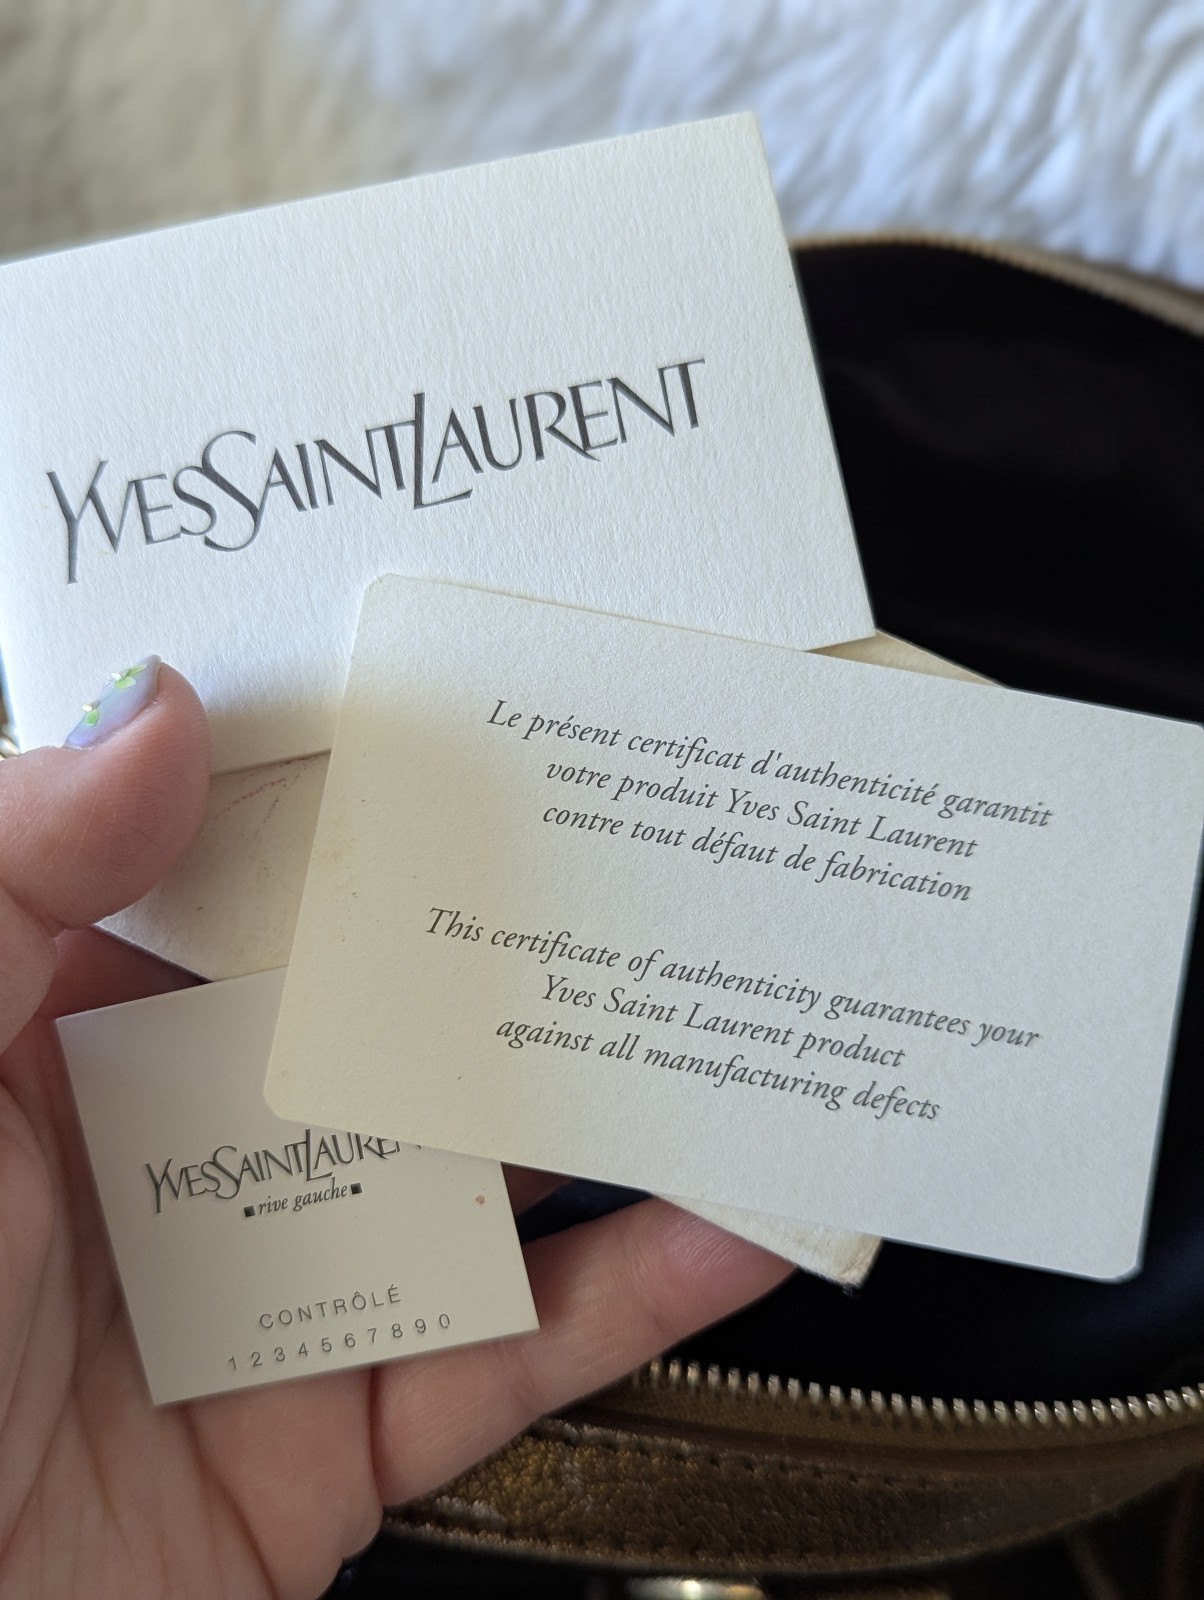 YVESSAINTLAURENT
Le présent certificat d'authenticité garantit
votre produit Yves Saint Laurent
contre tout défaut de fabrication
This certificate of authenticity guarantees your
Yves Saint Laurent product
against all manufacturing defects
YVESSAINTLAUREN
rive gauche
CONTRÔLÉ
1 2 3 4 5 6 7 8 9 0